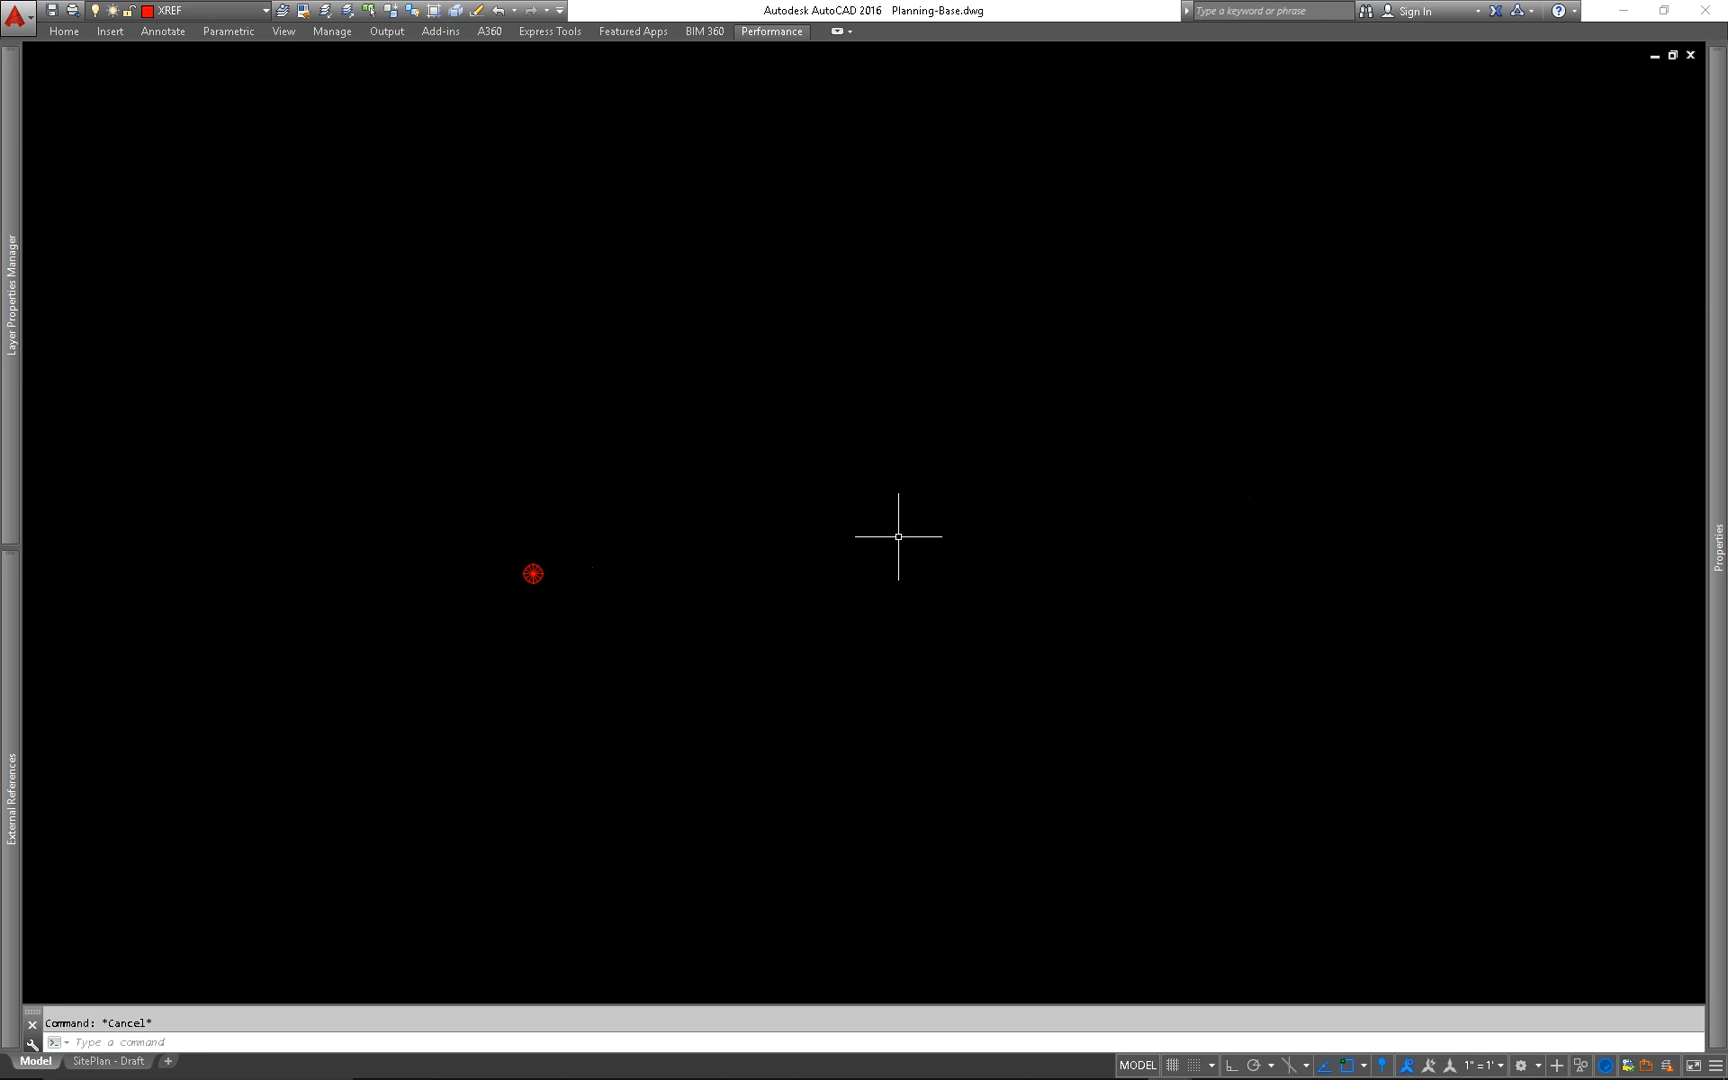 XREF
Autodesk AutoCAD 2016 Planning-Base.dwg
Type a keyword or phrase
Sign In
Home Insert Annotate Parametric View Manage Output Add-ins A360 Express Tools Featured Apps BIM 360 Performance
Layer Properties Manager
Properties
External References
Command: *Cancel*
Type a command
Model SitePlan - Draft +
MODEL 1" = 1'